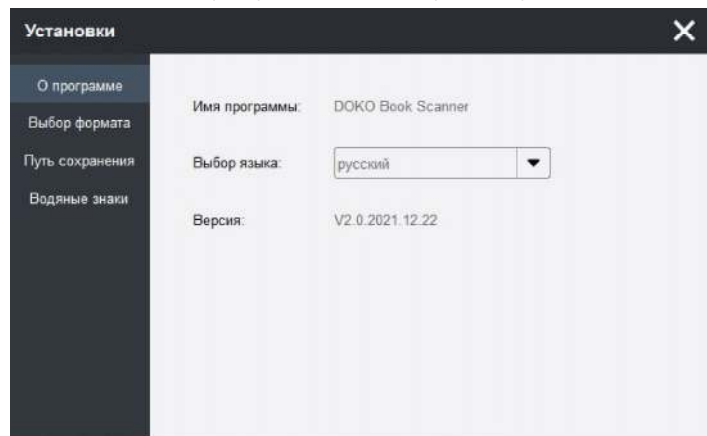 Установки
О программе
Выбор формата
Путь сохранения
Водяные знаки
Имя программы: DOKO Book Scanner
Выбор языка: русский
Версия: V2.0.2021.12.22